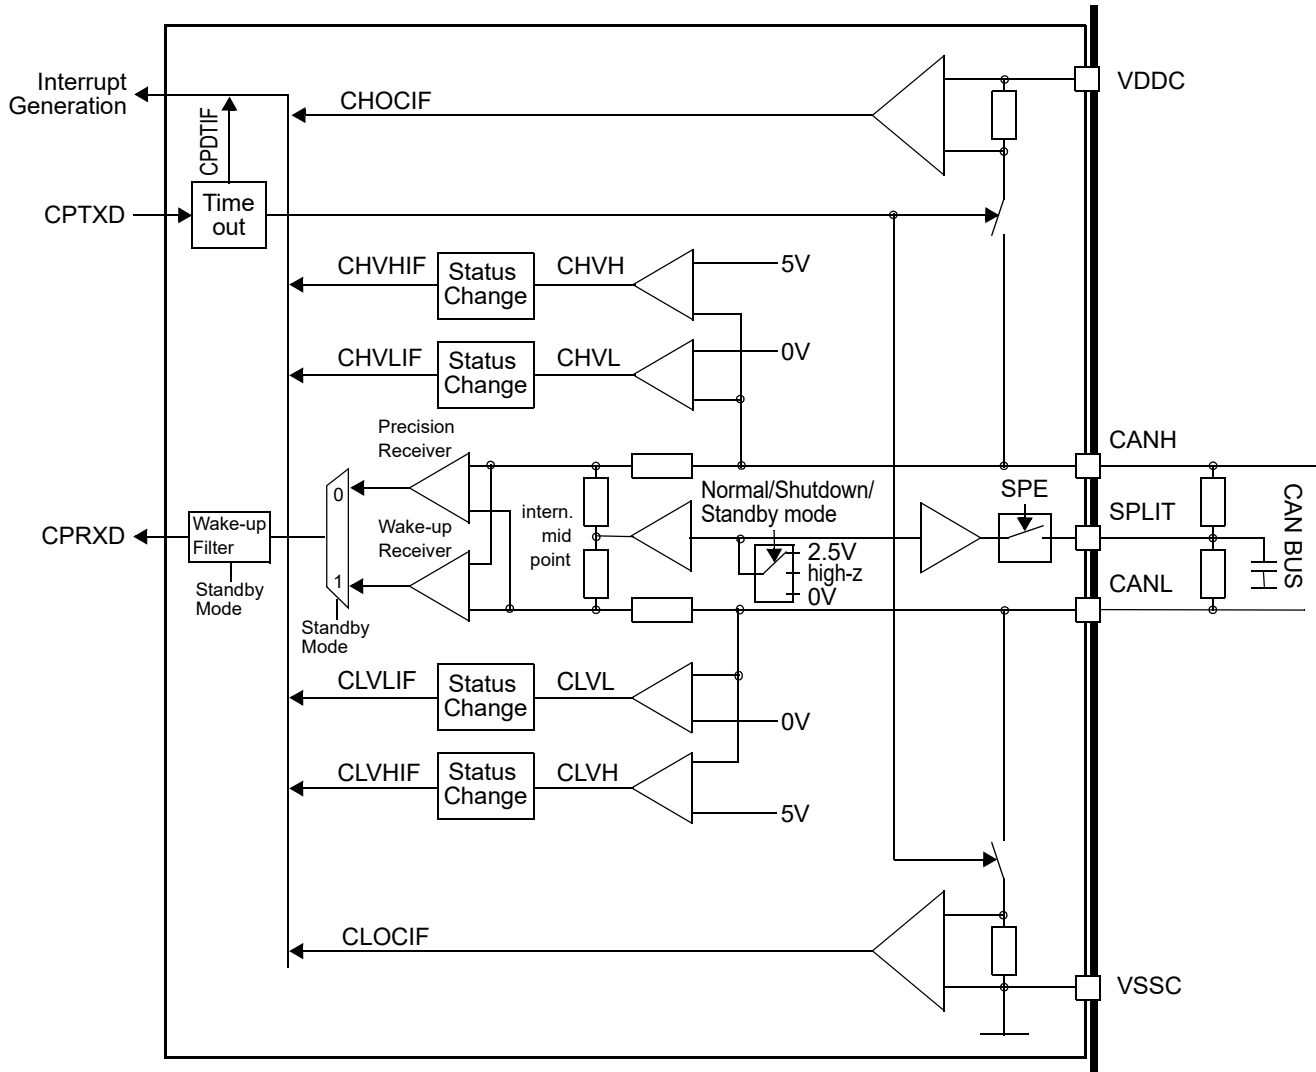 Interrupt
Generation
CHOCIF
VDDC
CPDTIF
CPTXD
Time
out
CHVHIF
Status
Change
CHVH
5V
CHVLIF
Status
Change
CHVL
0V
Precision
Receiver
CANH
0
Normal/Shutdown/
Standby mode
SPE
SPLIT
CPRXD
Wake-up
Filter
Wake-up
Receiver
intern.
mid
point
2.5V
high-z
0V
CAN BUS
1
CANL
Standby
Mode
Standby
Mode
CLVLIF
Status
Change
CLVL
0V
CLVHIF
Status
Change
CLVH
5V
CLOCIF
VSSC